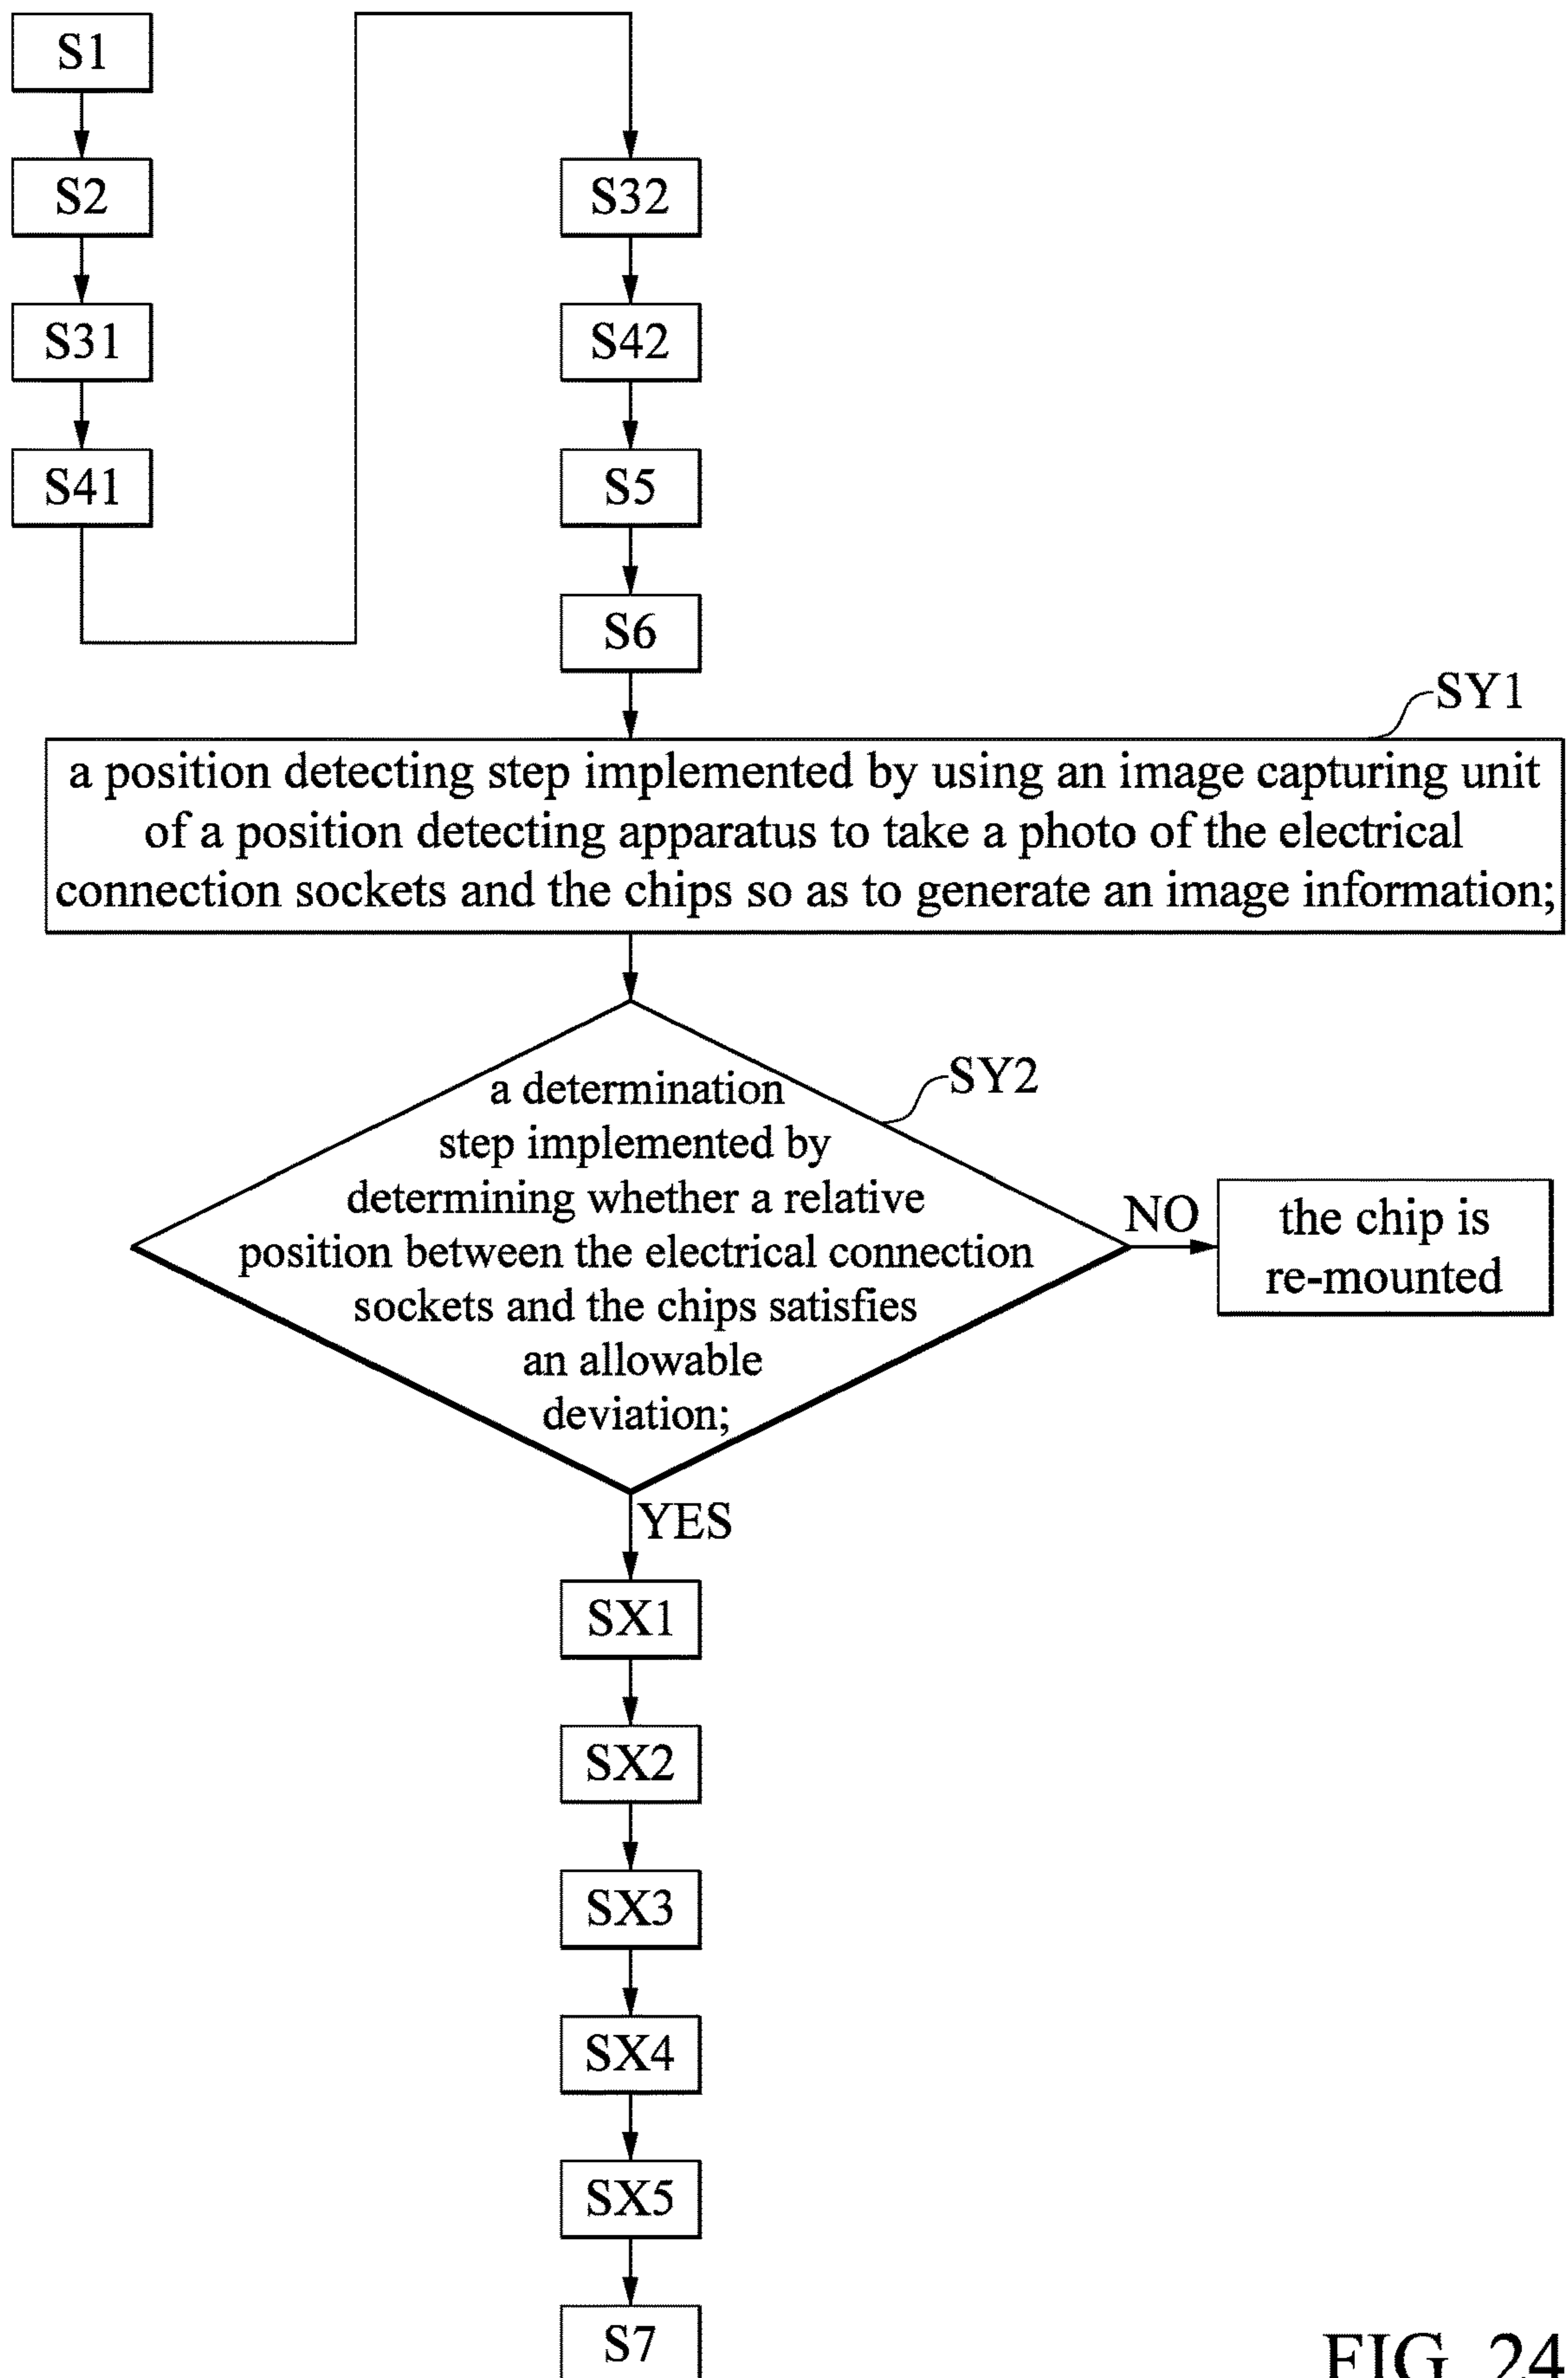 S1
S2
S31
S41
S32
S42
S5
S6
SY1
a position detecting step implemented by using an image capturing unit
of a position detecting apparatus to take a photo of the electrical
connection sockets and the chips so as to generate an image information;
SY2
a determination
step implemented by
determining whether a relative
position between the electrical connection
sockets and the chips satisfies
an allowable
deviation;
NO
the chip is
re-mounted
YES
SX1
SX2
SX3
SX4
SX5
S7
FIG. 24